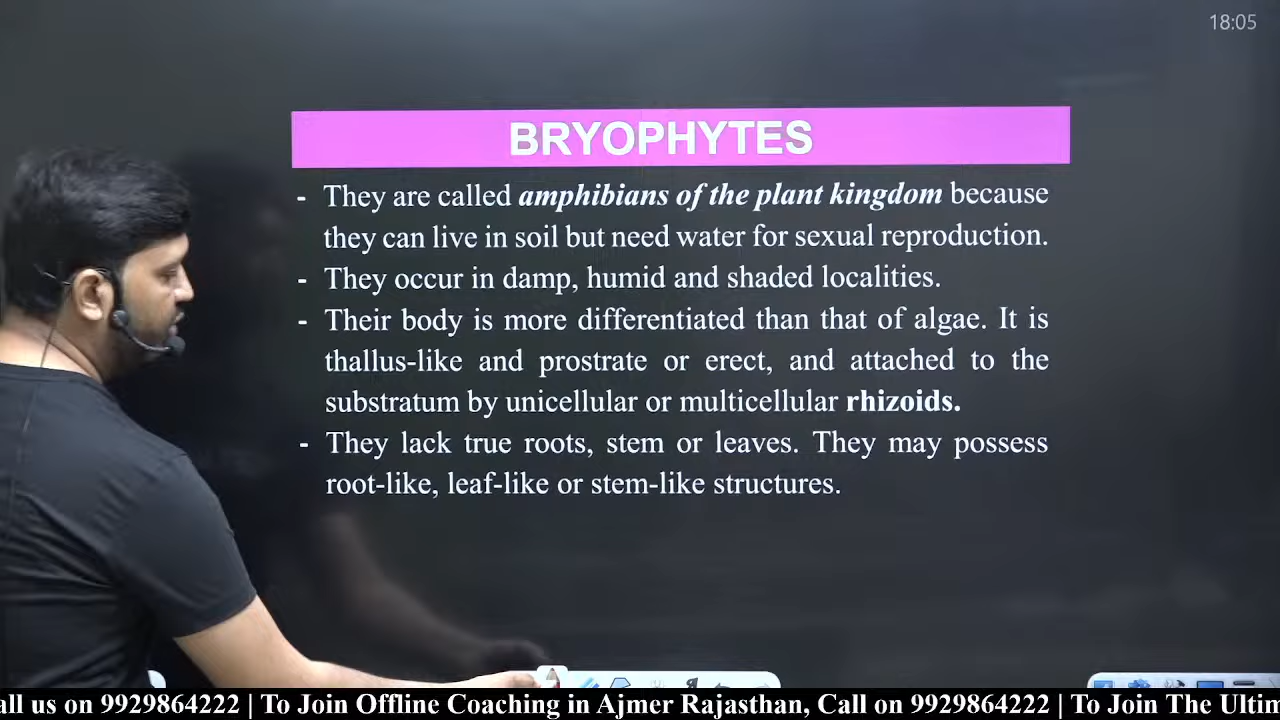 18:05
BRYOPHYTES
- They are called amphibians of the plant kingdom because
they can live in soil but need water for sexual reproduction.
- They occur in damp, humid and shaded localities.
- Their body is more differentiated than that of algae. It is
thallus-like and prostrate or erect, and attached to the
substratum by unicellular or multicellular rhizoids.
- They lack true roots, stem or leaves. They may possess
root-like, leaf-like or stem-like structures.
all us on 9929864222 | To Join Offline Coaching in Ajmer Rajasthan, Call on 9929864222 | To Join The Ultim